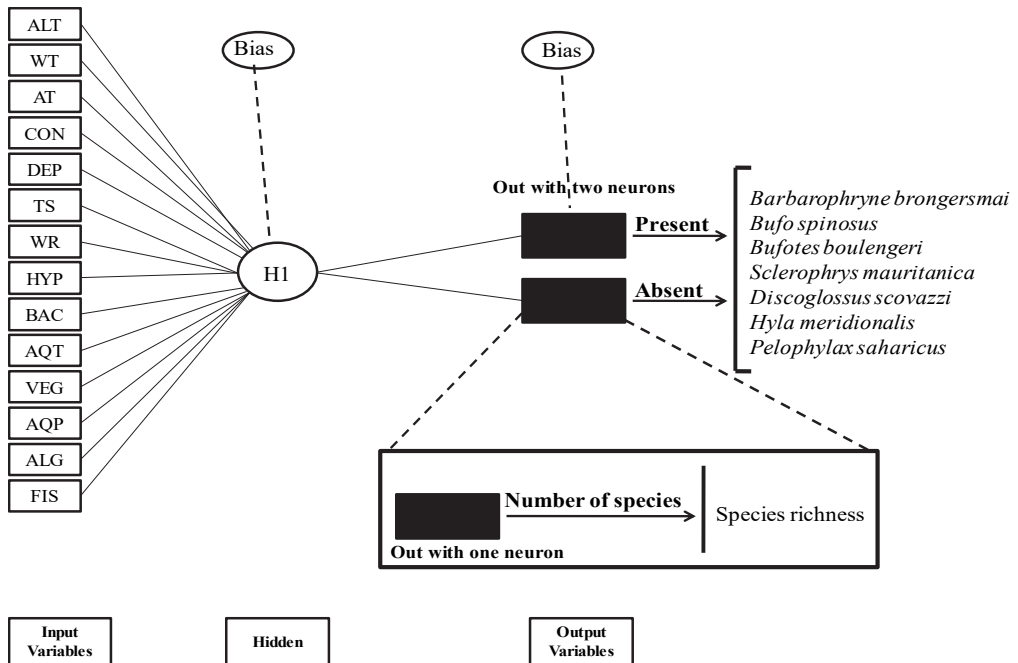 ALT
WT
AT
CON
DEP
TS
WR
HYP
BAC
AQT
VEG
AQP
ALG
FIS
Bias
H1
Bias
Out with two neurons
Present
Absent
Barbarophryne brongersmai
Bufo spinosus
Bufotes boulengeri
Sclerophrys mauritanica
Discoglossus scovazzi
Hyla meridionalis
Pelophylax saharicus
Number of species
Species richness
Out with one neuron
Input
Variables
Hidden
Output
Variables